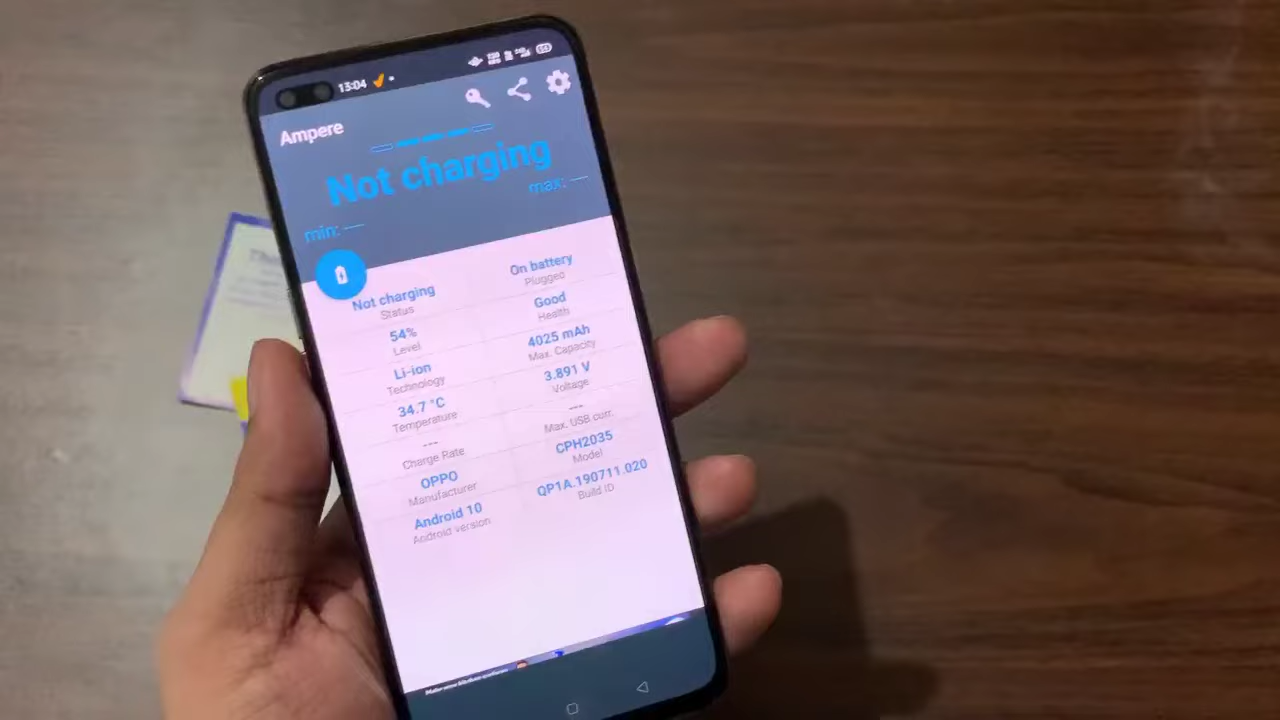 13:04
Ampere
Not charging
max: —
min: —
On battery
Plugged
Not charging
Status
Good
Health
54%
Level
4025 mAh
Max. Capacity
Li-ion
Technology
3.891 V
Voltage
34.7 °C
Temperature
---
Max. USB curr.
---
Charge Rate
CPH2035
Model
OPPO
Manufacturer
QP1A.190711.020
Build ID
Android 10
Android version